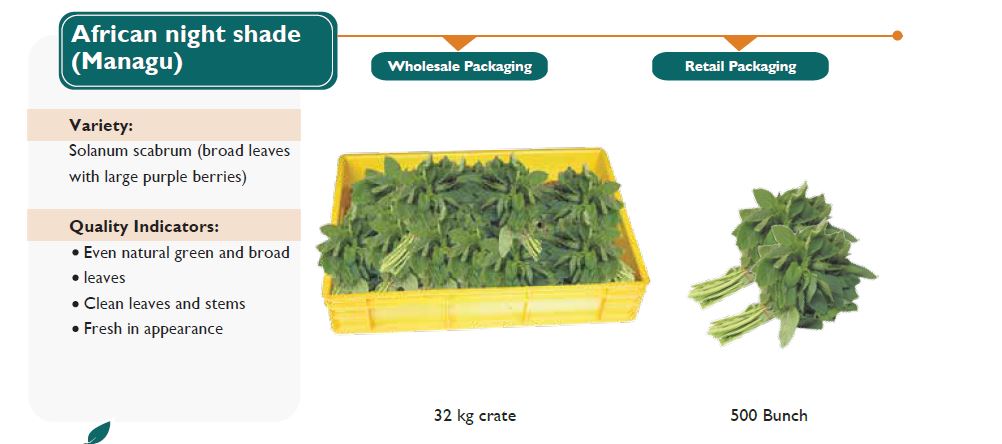 African night shade
(Managu)
Wholesale Packaging
Retail Packaging
Variety:
Solanum scabrum (broad leaves
with large purple berries)
Quality Indicators:
• Even natural green and broad
• leaves
• Clean leaves and stems
• Fresh in appearance
32 kg crate
500 Bunch